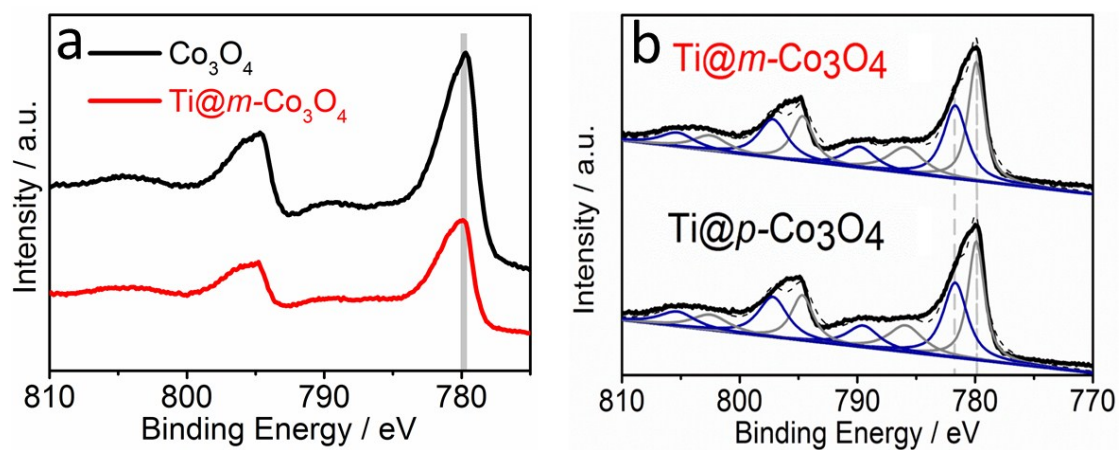 a
Co₃O₄
Ti@m-Co₃O₄
Intensity / a.u.
810 800 790 780
Binding Energy / eV
b
Ti@m-Co₃O₄
Ti@p-Co₃O₄
Intensity / a.u.
810 800 790 780 770
Binding Energy / eV